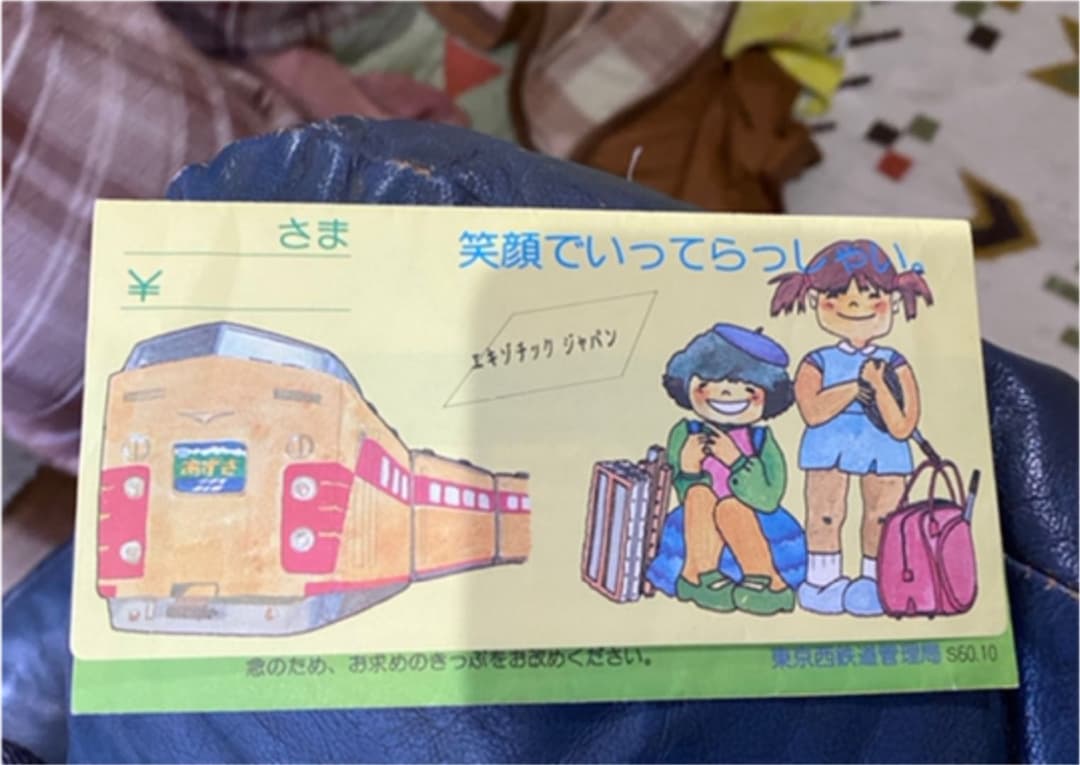 さま
¥
笑顔でいってらっしゃい。
エキゾチック ジャパン
あずさ
念のため、お求めのきっぷをお改めください。
東京西鉄道管理局 S60.10